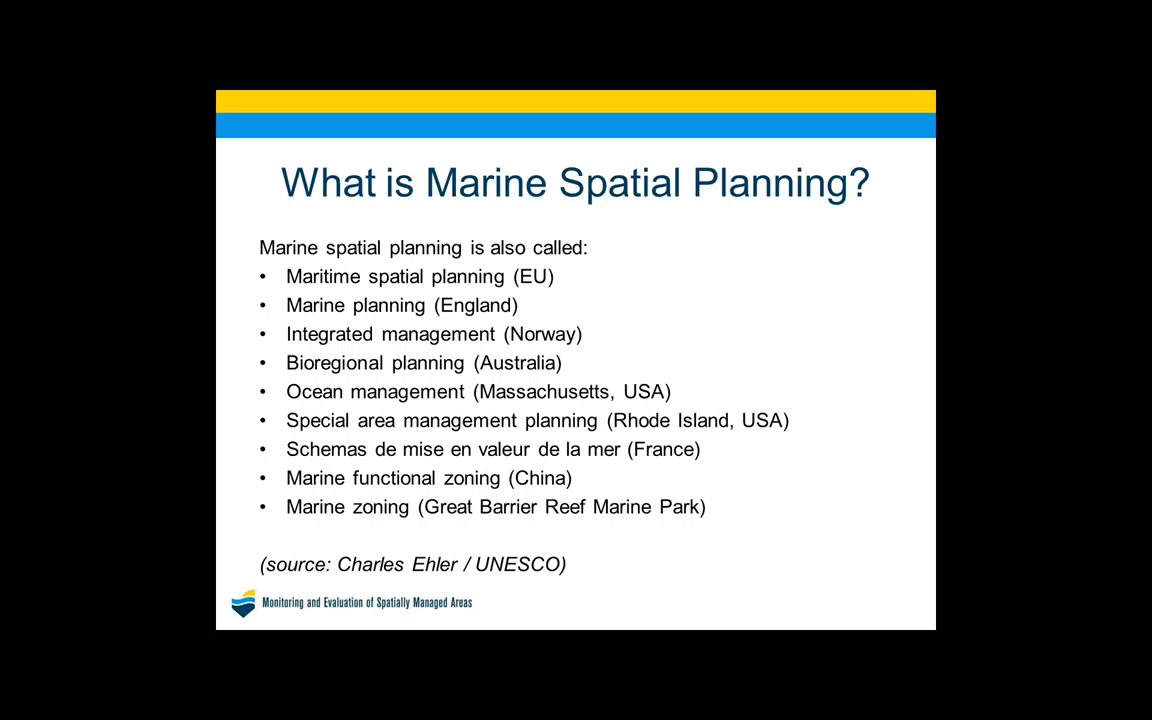 What is Marine Spatial Planning?
Marine spatial planning is also called:
• Maritime spatial planning (EU)
• Marine planning (England)
• Integrated management (Norway)
• Bioregional planning (Australia)
• Ocean management (Massachusetts, USA)
• Special area management planning (Rhode Island, USA)
• Schemas de mise en valeur de la mer (France)
• Marine functional zoning (China)
• Marine zoning (Great Barrier Reef Marine Park)
(source: Charles Ehler / UNESCO)
Monitoring and Evaluation of Spatially Managed Areas